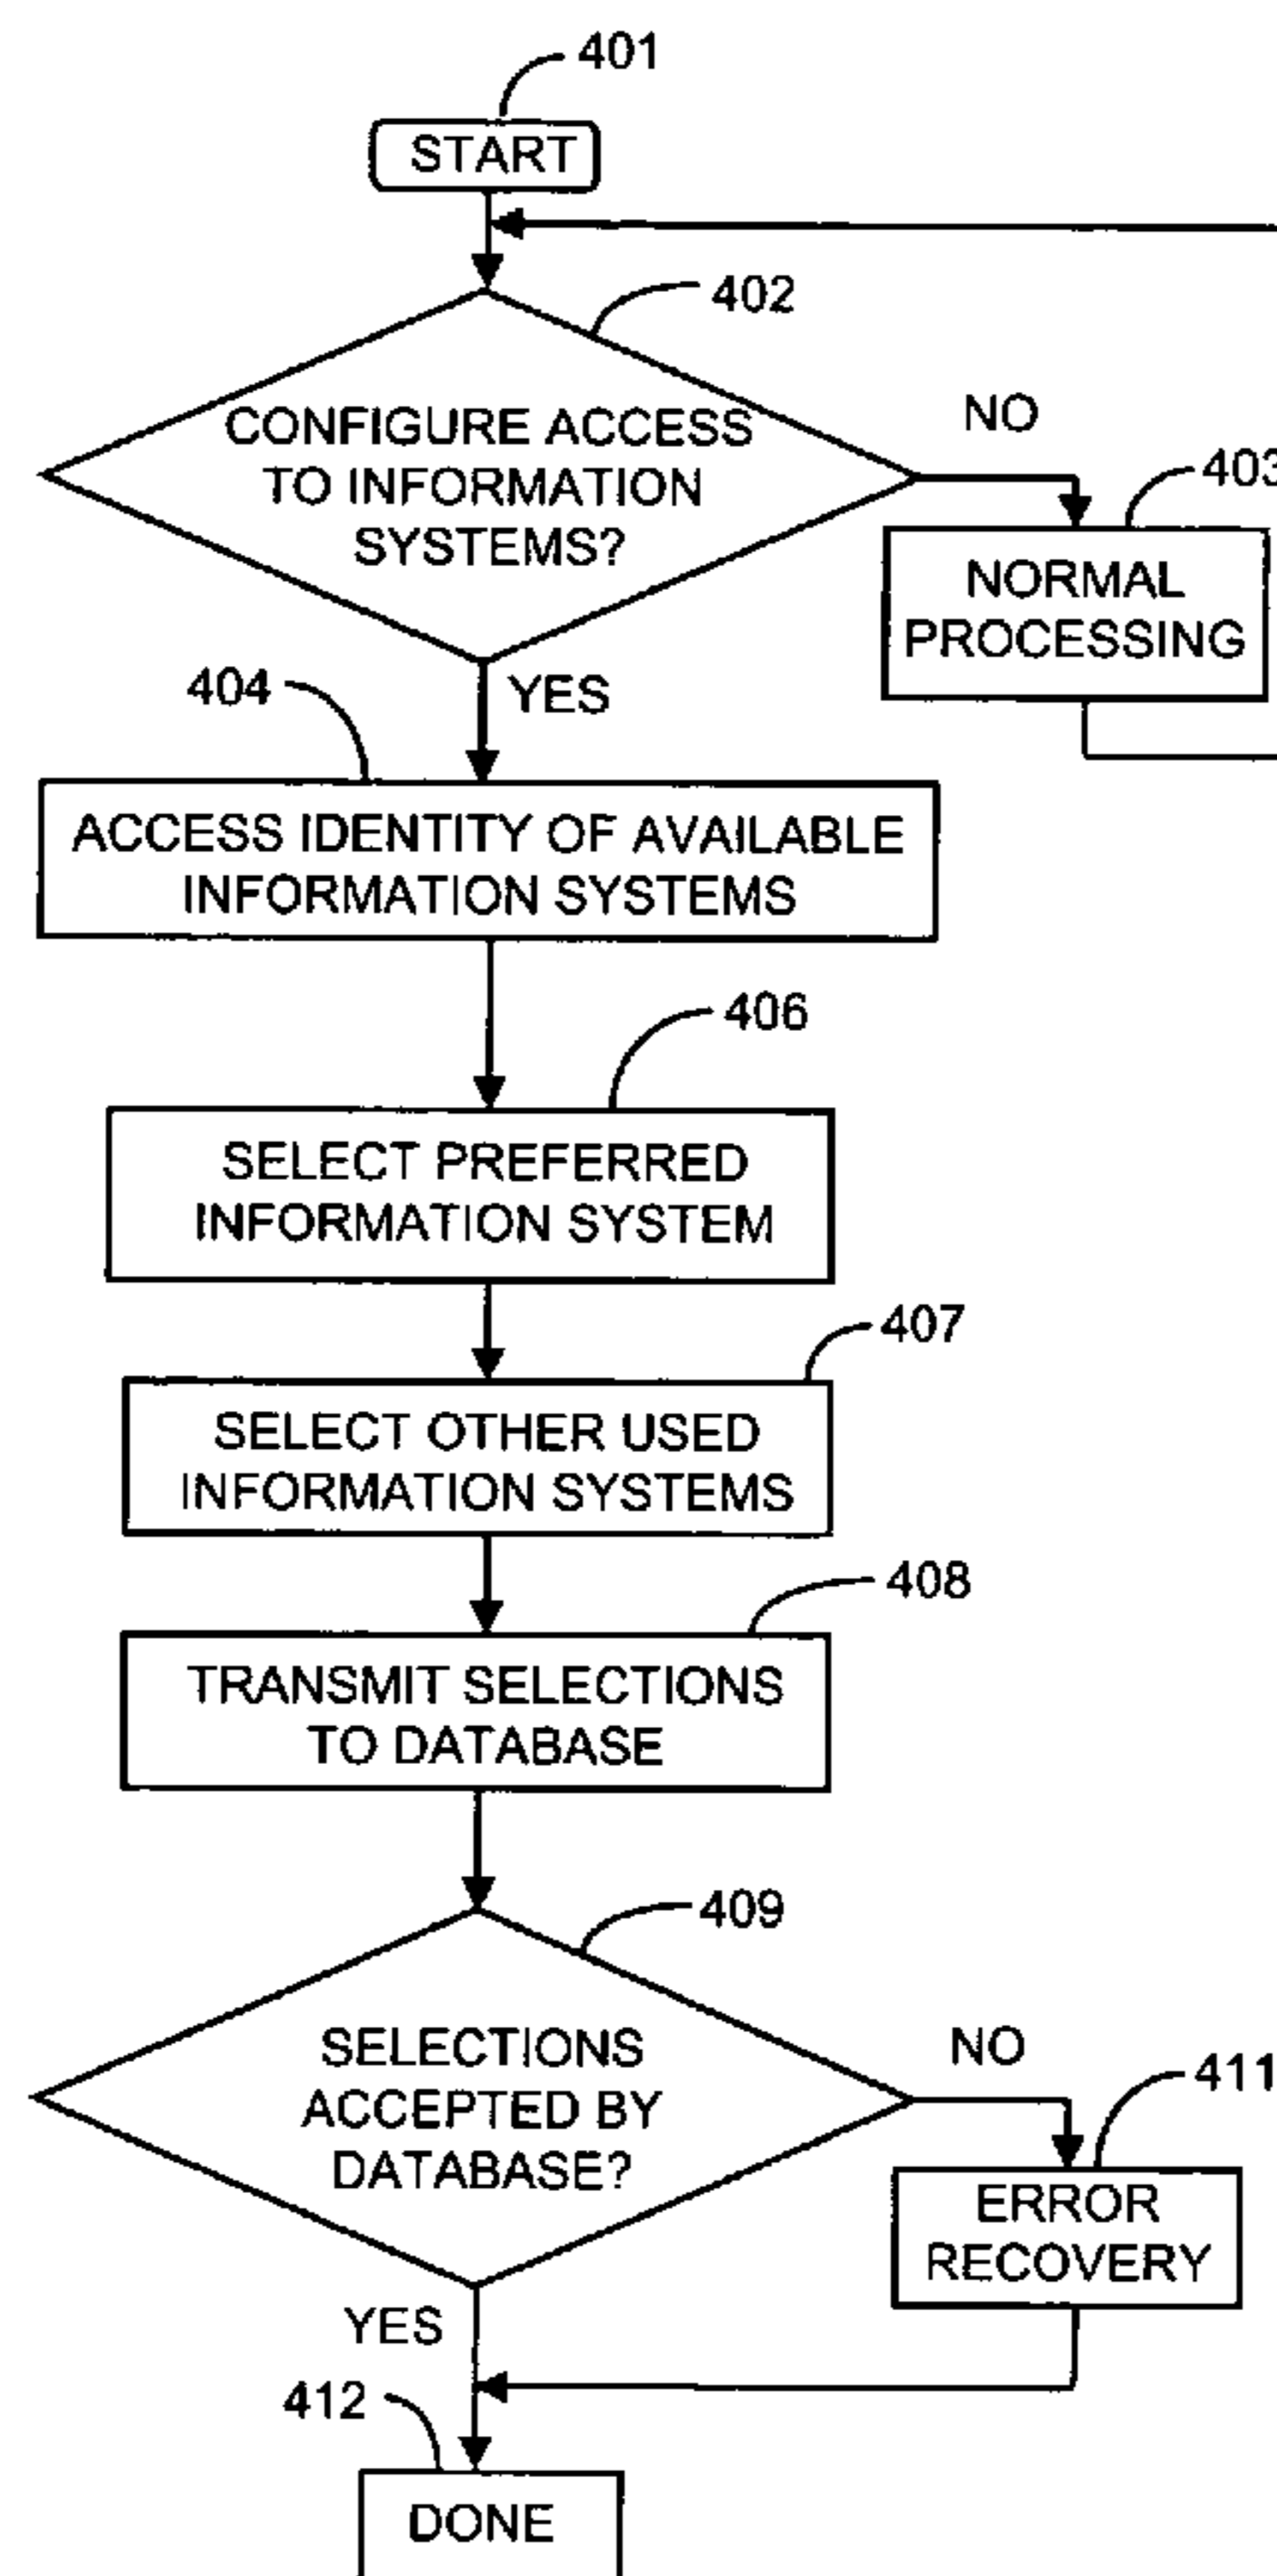 401
START
402
CONFIGURE ACCESS
TO INFORMATION
SYSTEMS?
NO
403
NORMAL
PROCESSING
YES
404
ACCESS IDENTITY OF AVAILABLE
INFORMATION SYSTEMS
406
SELECT PREFERRED
INFORMATION SYSTEM
407
SELECT OTHER USED
INFORMATION SYSTEMS
408
TRANSMIT SELECTIONS
TO DATABASE
409
SELECTIONS
ACCEPTED BY
DATABASE?
NO
411
ERROR
RECOVERY
YES
412
DONE